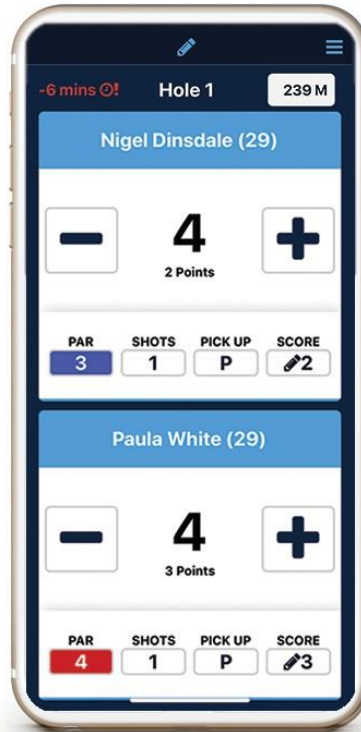 -6 mins ! Hole 1 239 M
Nigel Dinsdale (29)
4
2 Points
PAR SHOTS PICK UP SCORE
3 1 P 2
Paula White (29)
4
3 Points
PAR SHOTS PICK UP SCORE
4 1 P 3